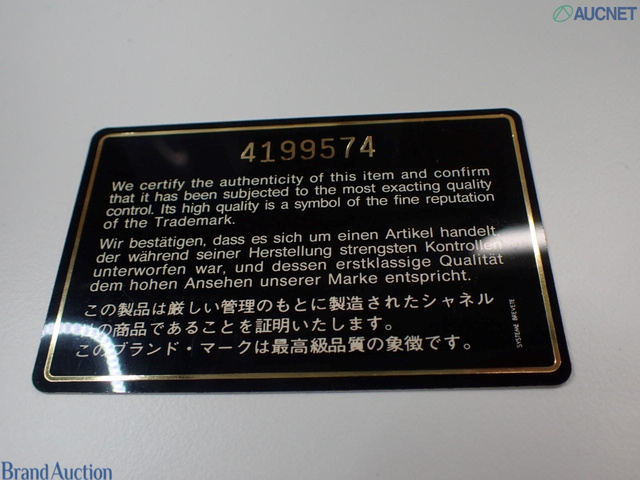 AUCNET
4199574
We certify the authenticity of this item and confirm
that it has been subjected to the most exacting quality
control. Its high quality is a symbol of the fine reputation
of the Trademark.
Wir bestätigen, dass es sich um einen Artikel handelt,
der während seiner Herstellung strengsten Kontrollen
unterworfen war, und dessen erstklassige Qualität
dem hohen Ansehen unserer Marke entspricht.
この製品は厳しい管理のもとに製造されたシャネル
の商品であることを証明いたします。
このブランド・マークは最高級品質の象徴です。
SYSTEME BREVETE
Brand Auction